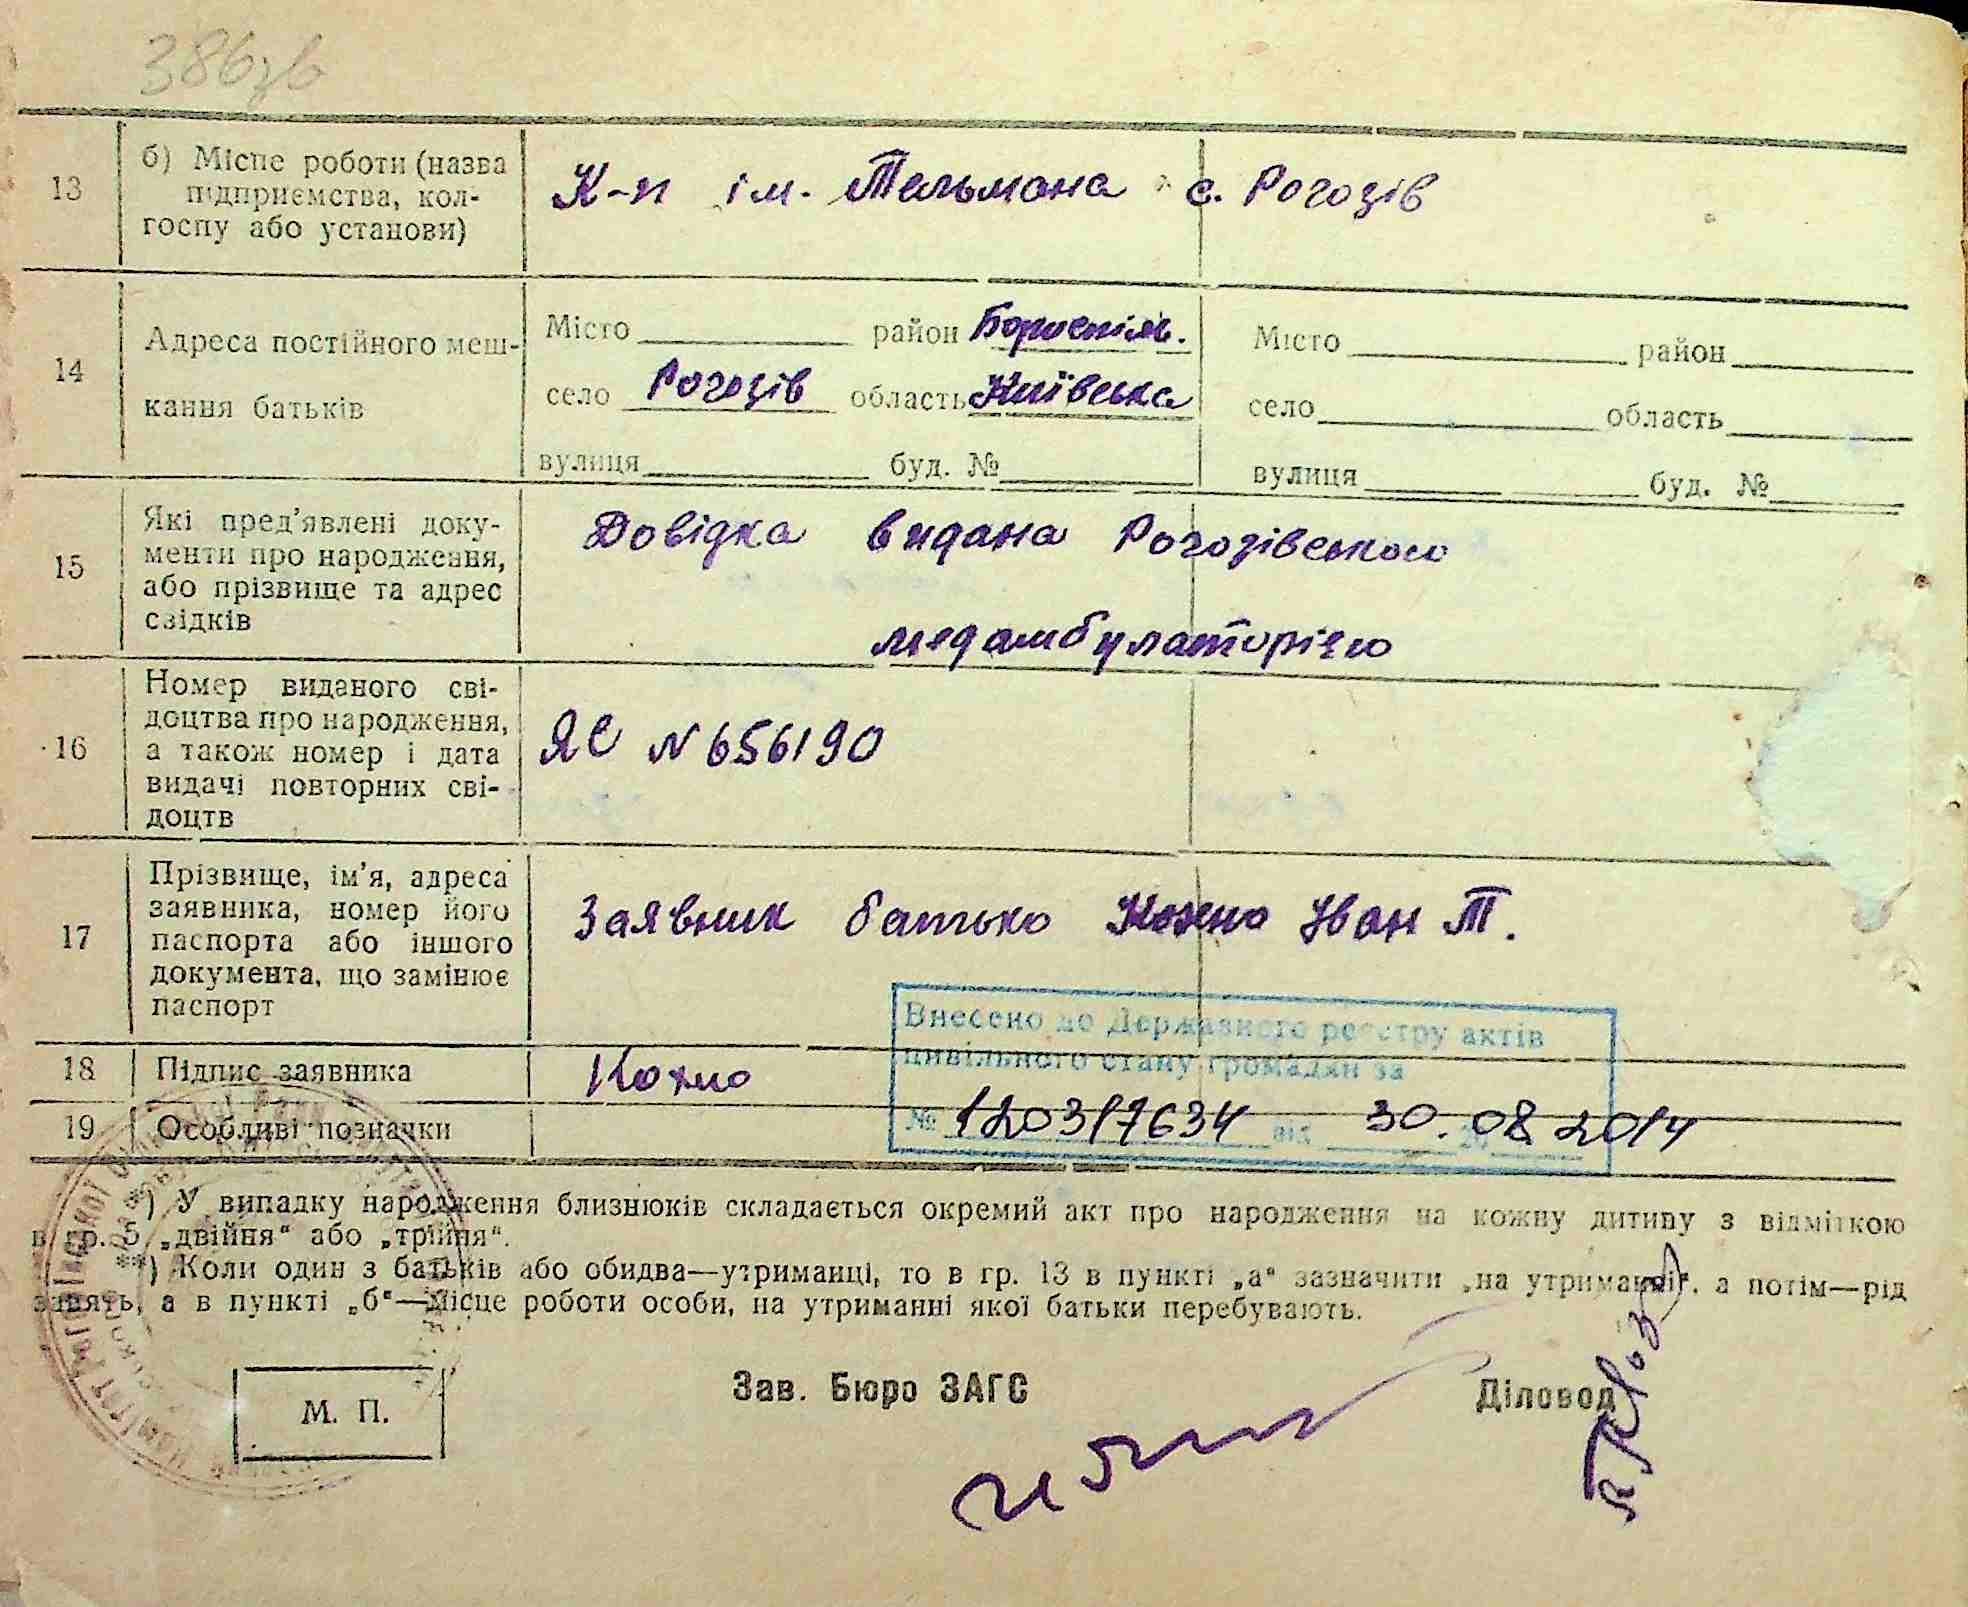 386зв
13 б) Місце роботи (назва
підприємства, кол-
госпу або установи)
К-п ім. Тельмана с. Рогозів
14 Адреса постійного меш-
кання батьків
Місто район Бориспіль.
село Рогозів область Київська
вулиця буд. №
Місто район
село область
вулиця буд. №
15 Які пред'явлені доку-
менти про народження,
або прізвище та адрес
свідків
Довідка видана Рогозівською
медамбулаторією
16 Номер виданого сві-
доцтва про народження,
а також номер і дата
видачі повторних сві-
доцтв
ЯС N 656190
17 Прізвище, ім'я, адреса
заявника, номер його
паспорта або іншого
документа, що замінює
паспорт
Заявник батько Кохно Іван Т.
Внесено до Державного реєстру актів
цивільного стану громадян за
№ 120317634 від 30.08.2014
18 Підпис заявника Кохно
19 Особливі позначки
*) У випадку народження близнюків складається окремий акт про народження на кожну дитину з відміткою
в гр. 5 „двійня“ або „трійня“.
**) Коли один з батьків або обидва—утриманці, то в гр. 13 в пункті „а“ зазначити „на утриманні“, а потім—рід
занять, а в пункті „б“—місце роботи особи, на утриманні якої батьки перебувають.
М. П.
Зав. Бюро ЗАГС
Діловод